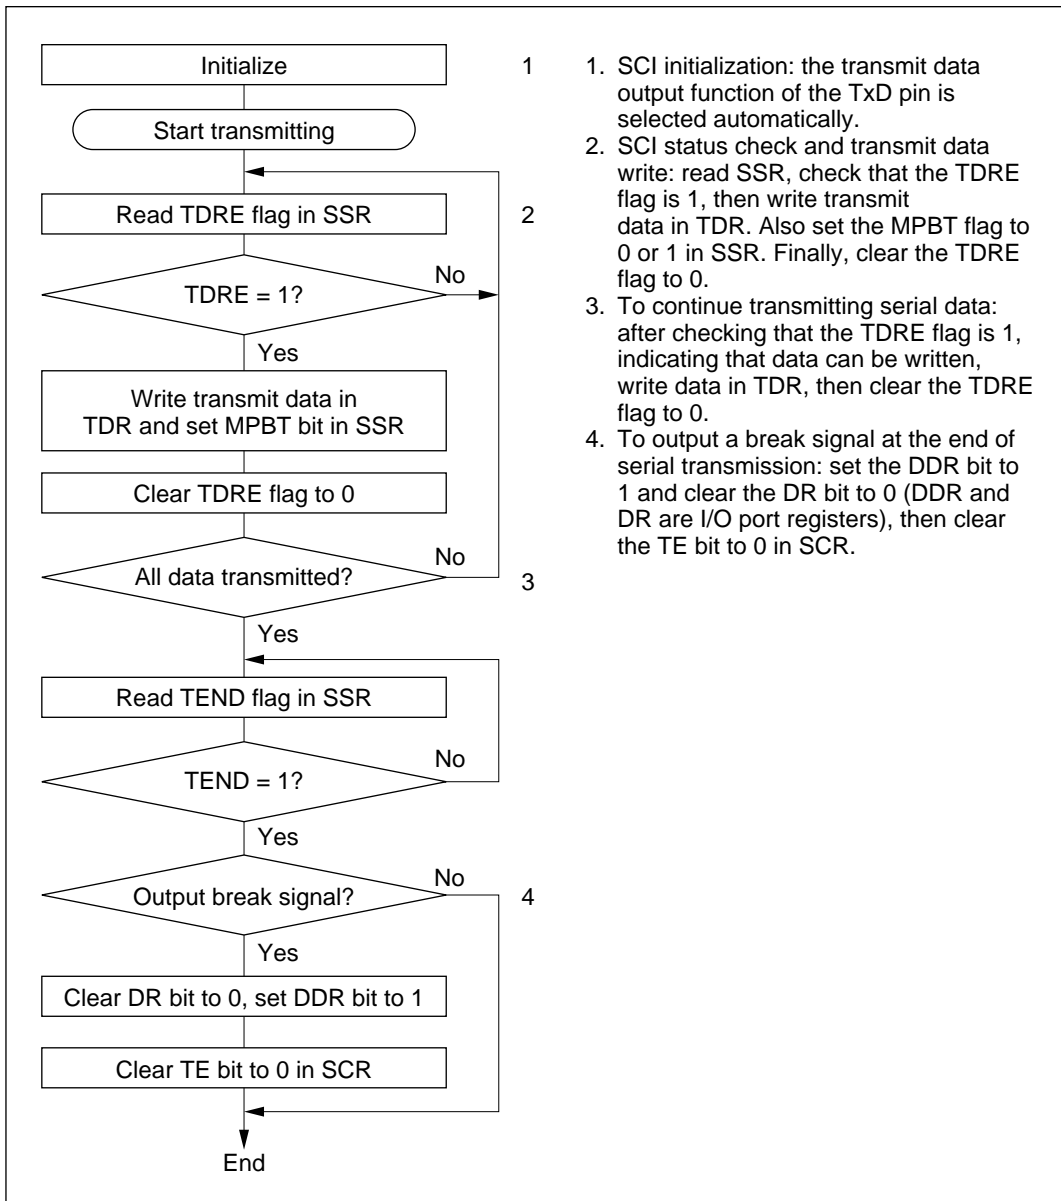 Initialize
1
Start transmitting
Read TDRE flag in SSR
2
TDRE = 1?
No
Yes
Write transmit data in
TDR and set MPBT bit in SSR
Clear TDRE flag to 0
All data transmitted?
No
3
Yes
Read TEND flag in SSR
TEND = 1?
No
Yes
Output break signal?
No
4
Yes
Clear DR bit to 0, set DDR bit to 1
Clear TE bit to 0 in SCR
End
1. SCI initialization: the transmit data
output function of the TxD pin is
selected automatically.
2. SCI status check and transmit data
write: read SSR, check that the TDRE
flag is 1, then write transmit
data in TDR. Also set the MPBT flag to
0 or 1 in SSR. Finally, clear the TDRE
flag to 0.
3. To continue transmitting serial data:
after checking that the TDRE flag is 1,
indicating that data can be written,
write data in TDR, then clear the TDRE
flag to 0.
4. To output a break signal at the end of
serial transmission: set the DDR bit to
1 and clear the DR bit to 0 (DDR and
DR are I/O port registers), then clear
the TE bit to 0 in SCR.